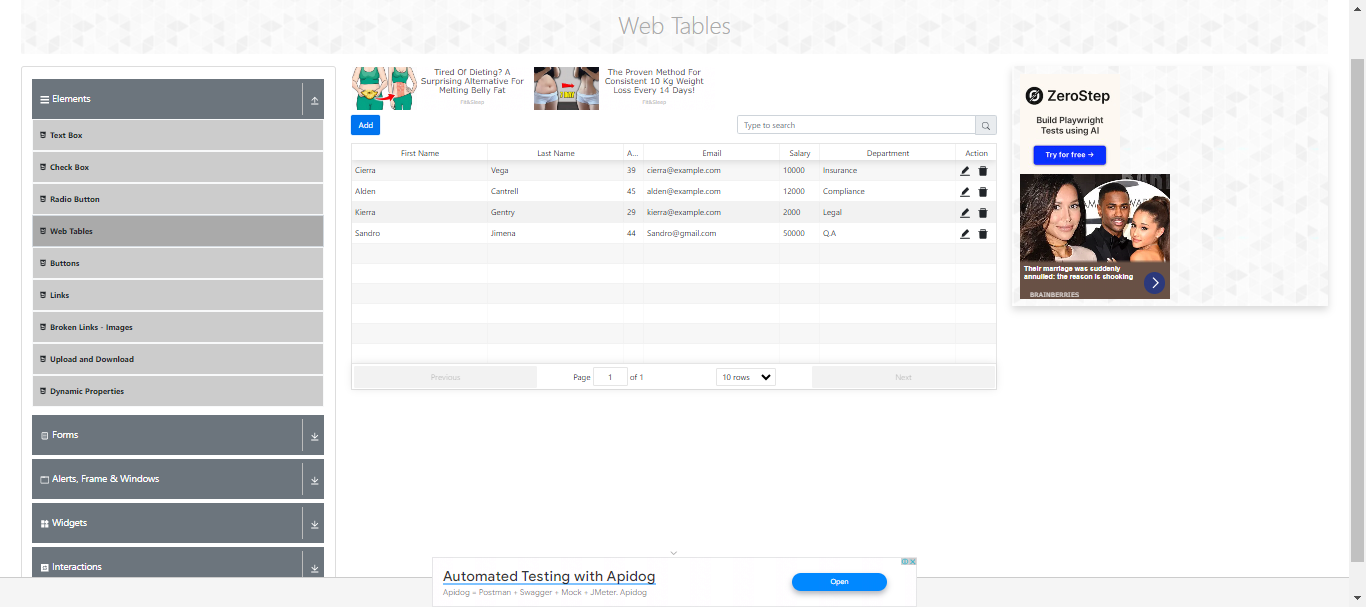 Web Tables
Elements
Text Box
Check Box
Radio Button
Web Tables
Buttons
Links
Broken Links - Images
Upload and Download
Dynamic Properties
Forms
Alerts, Frame & Windows
Widgets
Interactions
Tired Of Dieting? A
Surprising Alternative For
Melting Belly Fat
The Proven Method For
Consistent 10 Kg Weight
Loss Every 14 Days!
Add
Type to search
First Name Last Name A... Email Salary Department Action
Cierra Vega 39 cierra@example.com 10000 Insurance
Alden Cantrell 45 alden@example.com 12000 Compliance
Kierra Gentry 29 kierra@example.com 2000 Legal
Sandro Jimena 44 Sandro@gmail.com 50000 Q.A
Previous Page 1 of 1 10 rows Next
ZeroStep
Build Playwright
Tests using AI
Try for free →
Their marriage was suddenly
annulled: the reason is shocking
BRAINBERRIES
Automated Testing with Apidog
Apidog = Postman + Swagger + Mock + JMeter. Apidog
Open